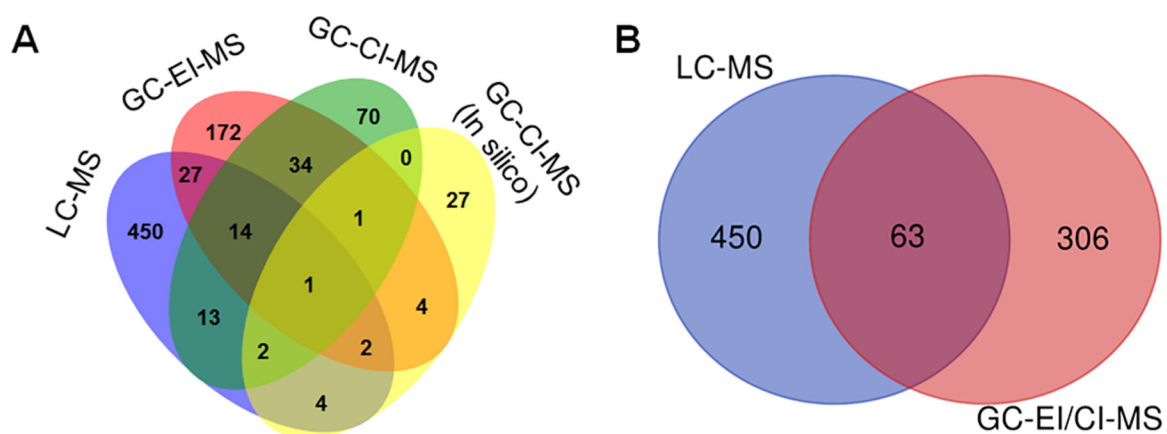 A
GC-EI-MS
GC-CI-MS
GC-CI-MS
(In silico)
LC-MS
172
70
27
34
0
27
450
14
1
1
13
4
2
2
4
B
LC-MS
450
63
306
GC-EI/CI-MS